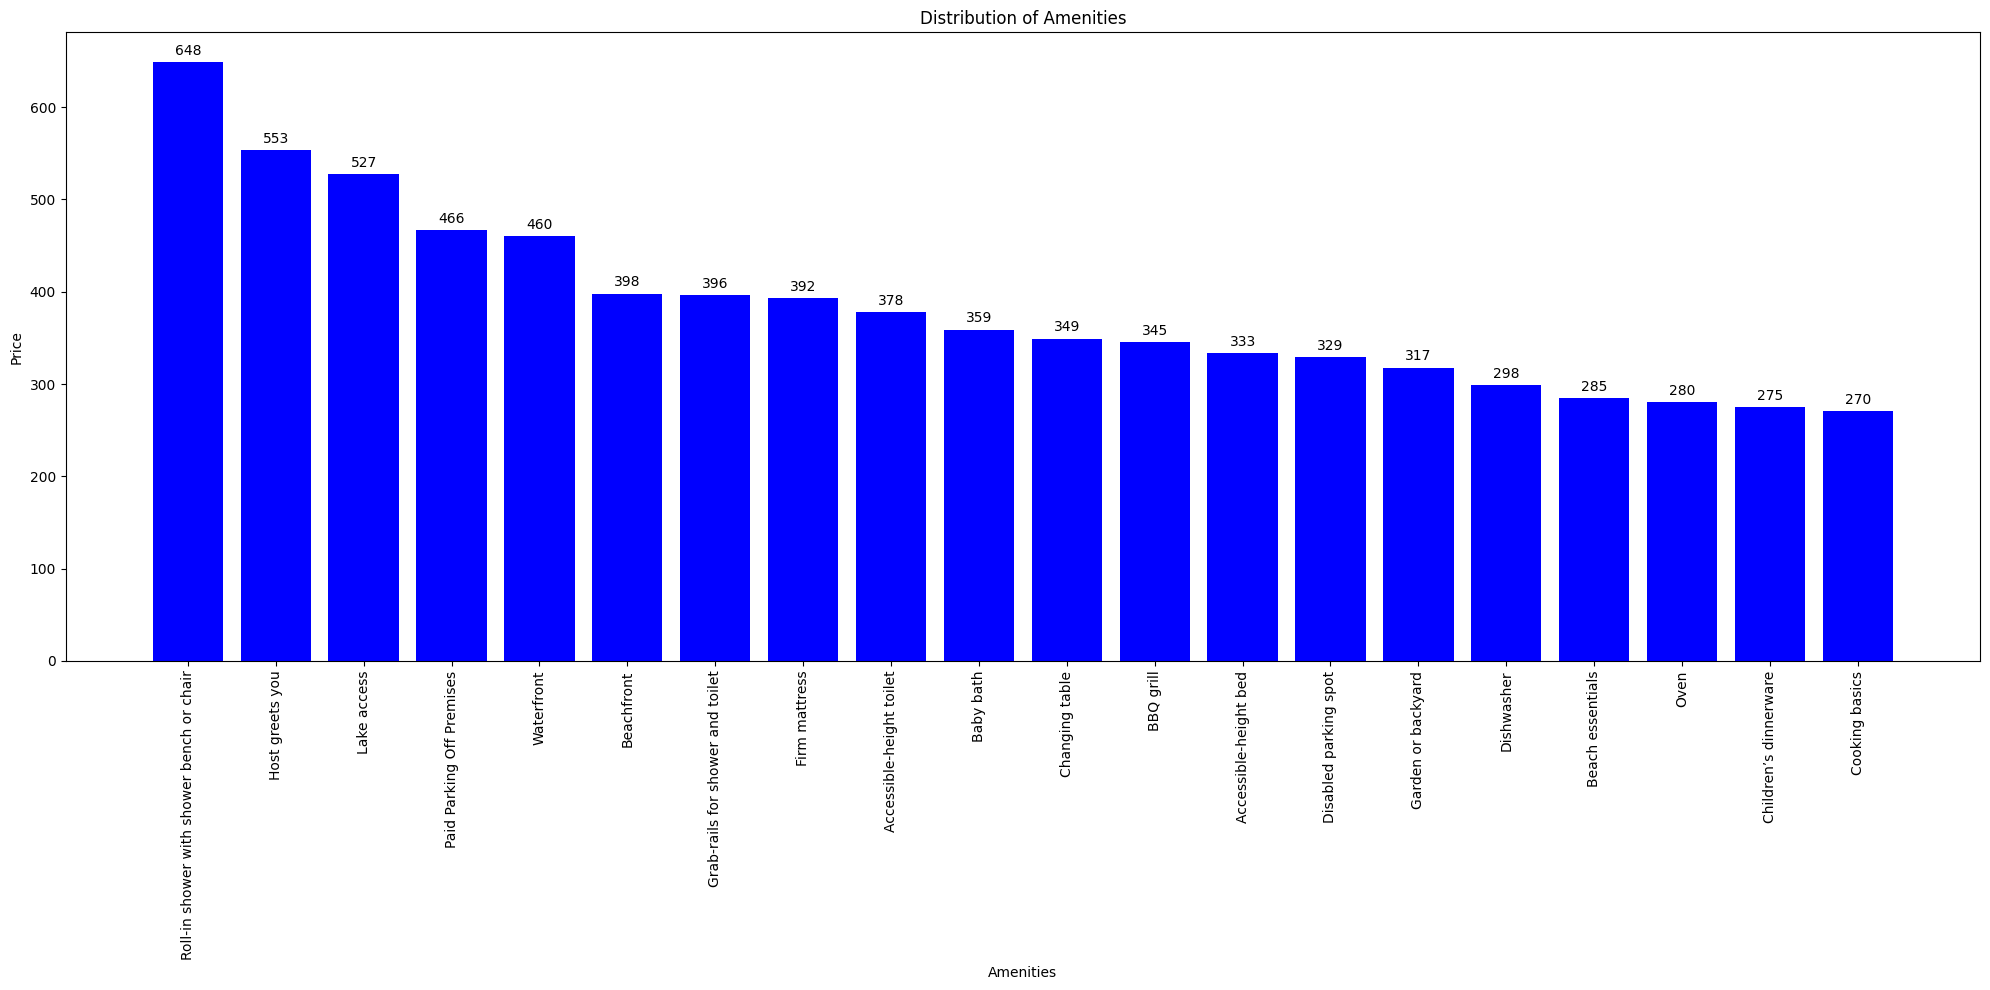 Distribution of Amenities
Price
600
500
400
300
200
100
0
648
553
527
466
460
398
396
392
378
359
349
345
333
329
317
298
285
280
275
270
Roll-in shower with shower bench or chair
Host greets you
Lake access
Paid Parking Off Premises
Waterfront
Beachfront
Grab-rails for shower and toilet
Firm mattress
Accessible-height toilet
Baby bath
Changing table
BBQ grill
Accessible-height bed
Disabled parking spot
Garden or backyard
Dishwasher
Beach essentials
Oven
Children’s dinnerware
Cooking basics
Amenities